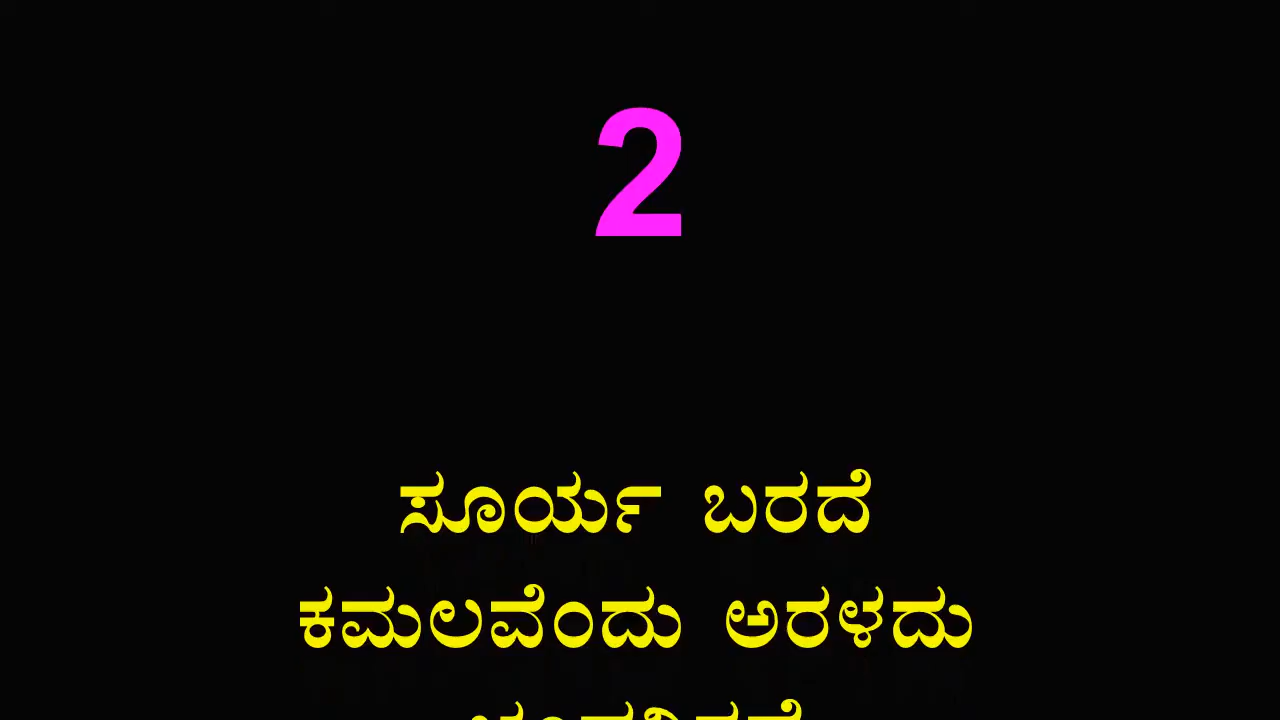 2
ಸೂರ್ಯ ಬರದೆ
ಕಮಲವೆಂದು ಅರಳದು